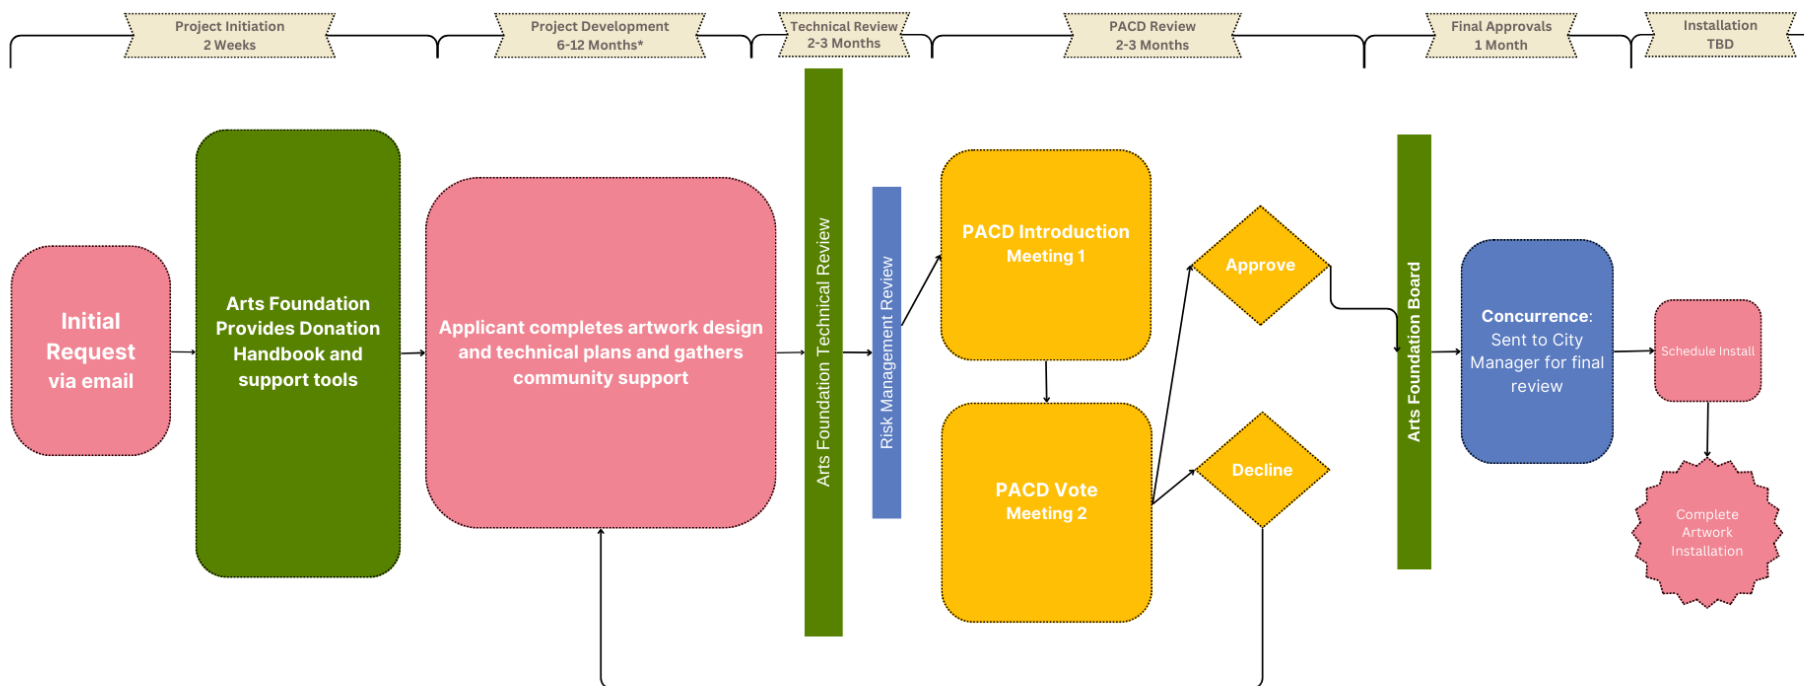 Project Initiation
2 Weeks
Project Development
6-12 Months*
Technical Review
2-3 Months
PACD Review
2-3 Months
Final Approvals
1 Month
Installation
TBD
Initial
Request
via email
Arts Foundation
Provides Donation
Handbook and
support tools
Applicant completes artwork design
and technical plans and gathers
community support
Arts Foundation Technical Review
Risk Management Review
PACD Introduction
Meeting 1
PACD Vote
Meeting 2
Approve
Decline
Arts Foundation Board
Concurrence:
Sent to City
Manager for final
review
Schedule Install
Complete
Artwork
Installation